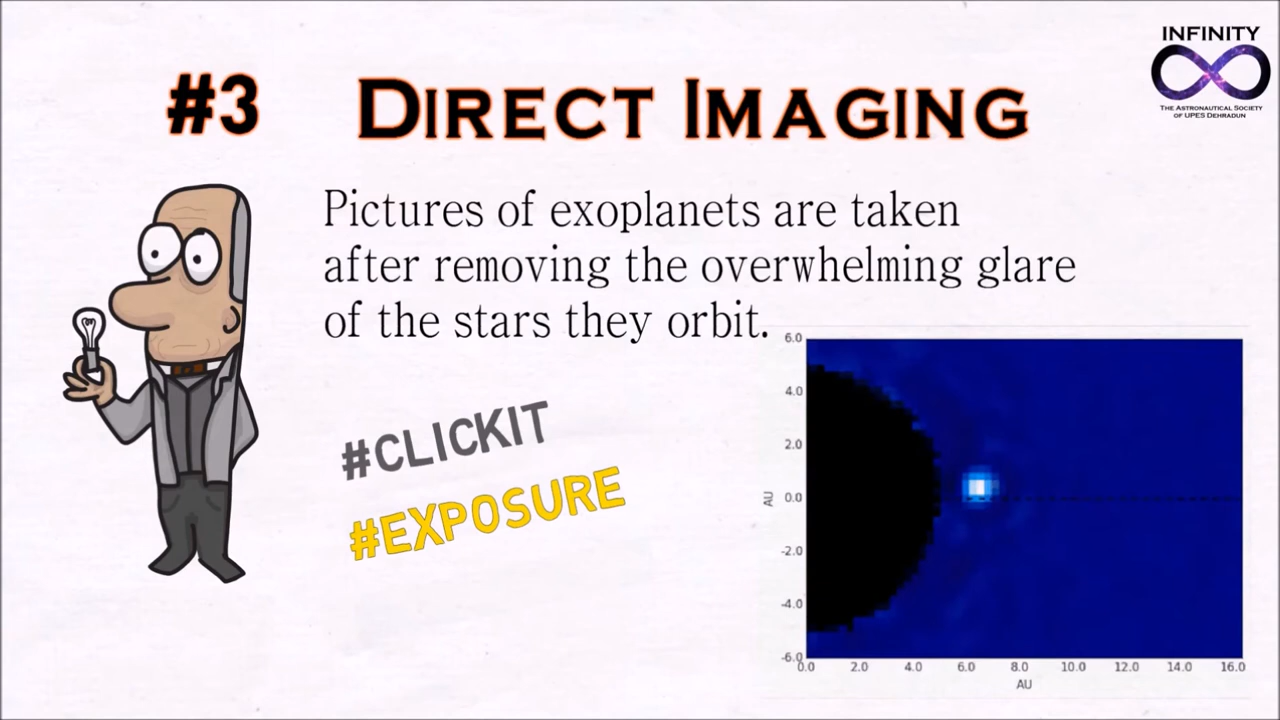 INFINITY
THE ASTRONAUTICAL SOCIETY
OF UPES DEHRADUN
#3 DIRECT IMAGING
Pictures of exoplanets are taken
after removing the overwhelming glare
of the stars they orbit.
#CLICKIT
#EXPOSURE
6.0
4.0
2.0
0.0
-2.0
-4.0
-6.0
AU
0.0 2.0 4.0 6.0 8.0 10.0 12.0 14.0 16.0
AU